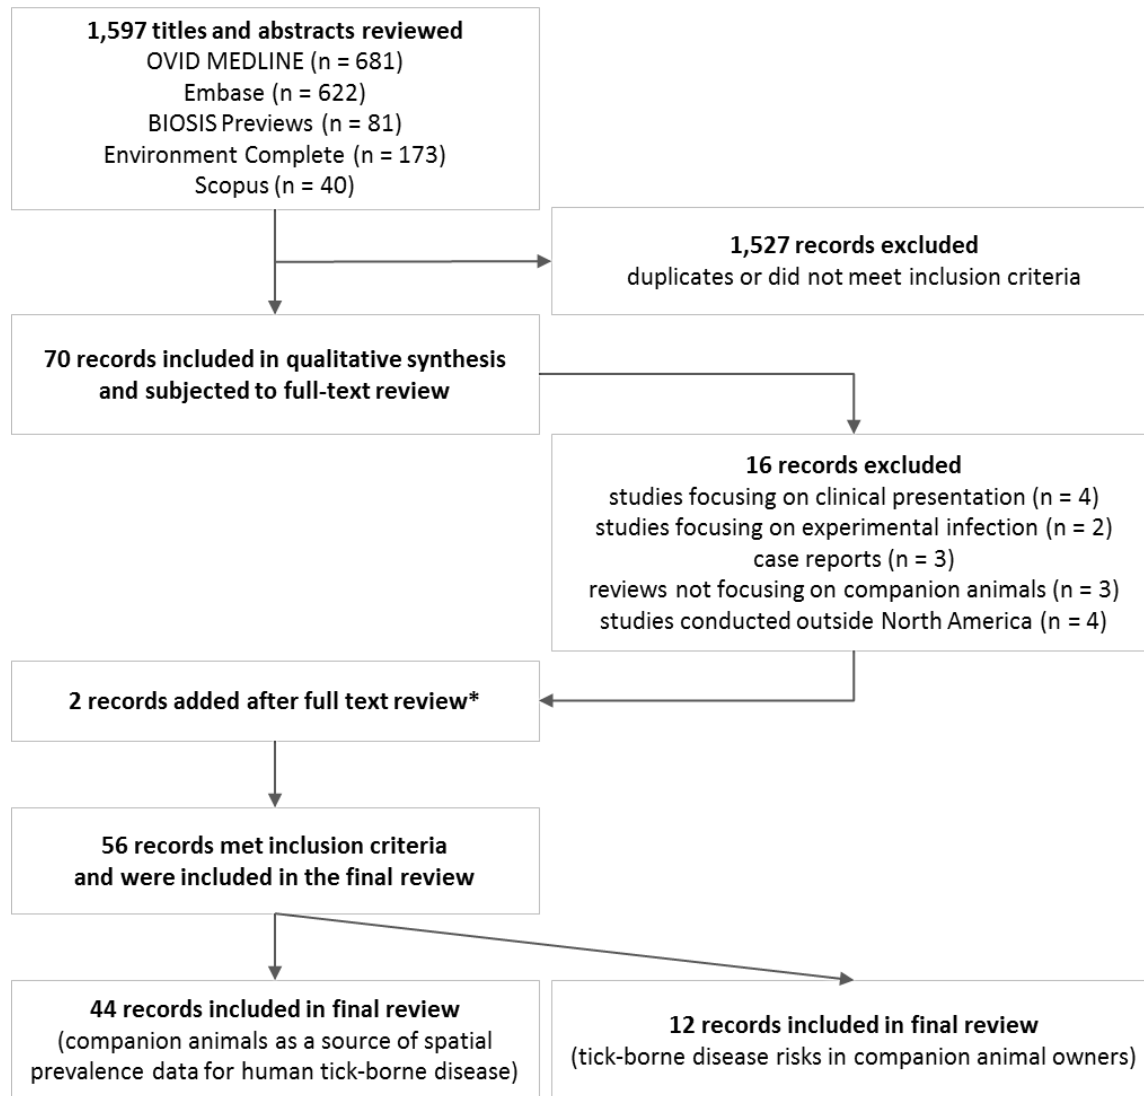 1,597 titles and abstracts reviewed
OVID MEDLINE (n = 681)
Embase (n = 622)
BIOSIS Previews (n = 81)
Environment Complete (n = 173)
Scopus (n = 40)
1,527 records excluded
duplicates or did not meet inclusion criteria
70 records included in qualitative synthesis
and subjected to full-text review
16 records excluded
studies focusing on clinical presentation (n = 4)
studies focusing on experimental infection (n = 2)
case reports (n = 3)
reviews not focusing on companion animals (n = 3)
studies conducted outside North America (n = 4)
2 records added after full text review*
56 records met inclusion criteria
and were included in the final review
44 records included in final review
(companion animals as a source of spatial
prevalence data for human tick-borne disease)
12 records included in final review
(tick-borne disease risks in companion animal owners)